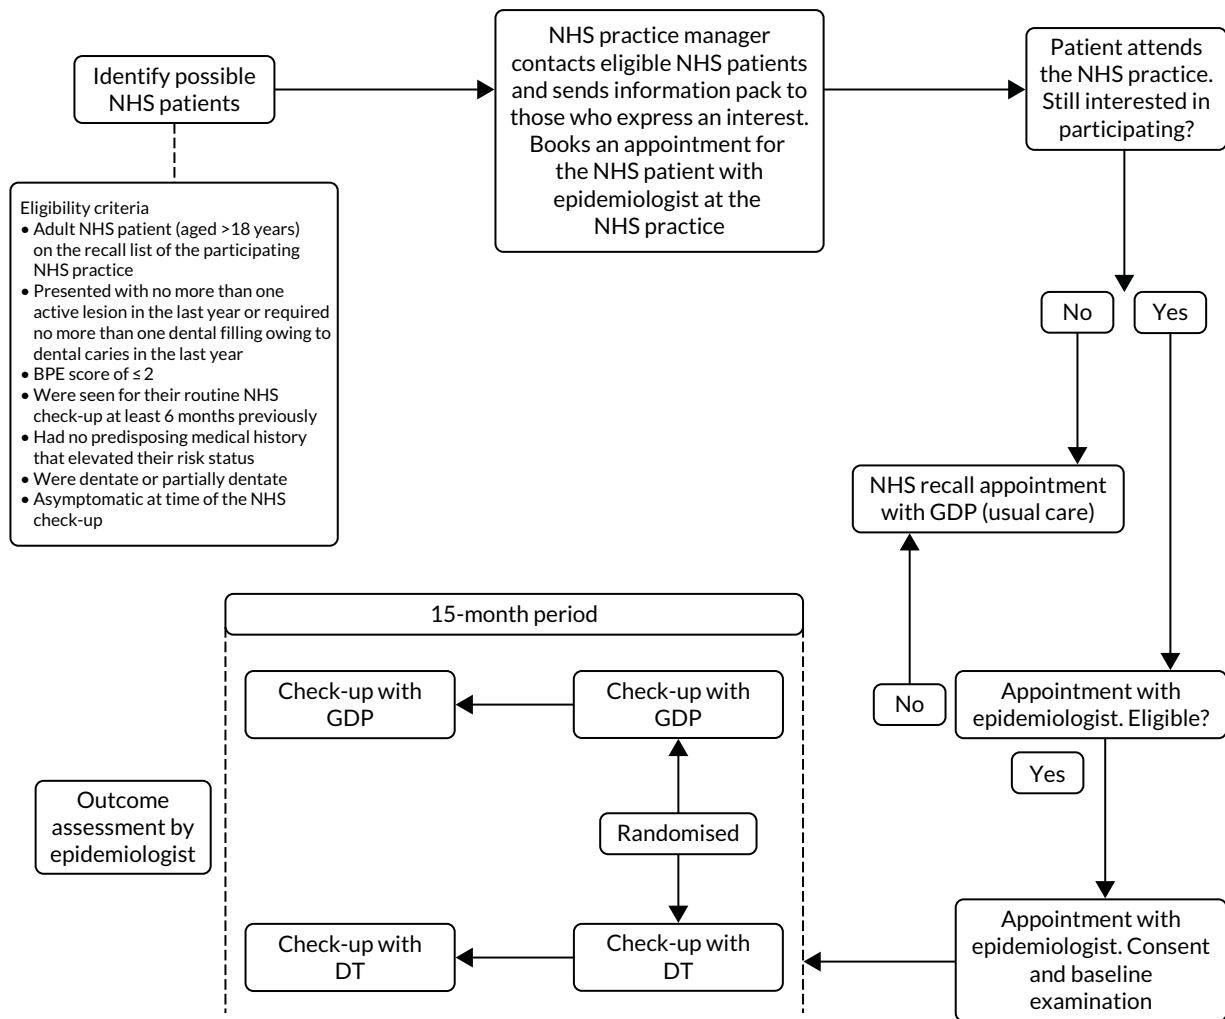 Identify possible
NHS patients
NHS practice manager
contacts eligible NHS patients
and sends information pack to
those who express an interest.
Books an appointment for
the NHS patient with
epidemiologist at the
NHS practice
Patient attends
the NHS practice.
Still interested in
participating?
Eligibility criteria
• Adult NHS patient (aged >18 years)
on the recall list of the participating
NHS practice
• Presented with no more than one
active lesion in the last year or required
no more than one dental filling owing to
dental caries in the last year
• BPE score of ≤ 2
• Were seen for their routine NHS
check-up at least 6 months previously
• Had no predisposing medical history
that elevated their risk status
• Were dentate or partially dentate
• Asymptomatic at time of the NHS
check-up
No
Yes
NHS recall appointment
with GDP (usual care)
No
Appointment with
epidemiologist. Eligible?
Yes
Appointment with
epidemiologist. Consent
and baseline
examination
15-month period
Check-up with
GDP
Check-up with
GDP
Randomised
Check-up with
DT
Check-up with
DT
Outcome
assessment by
epidemiologist